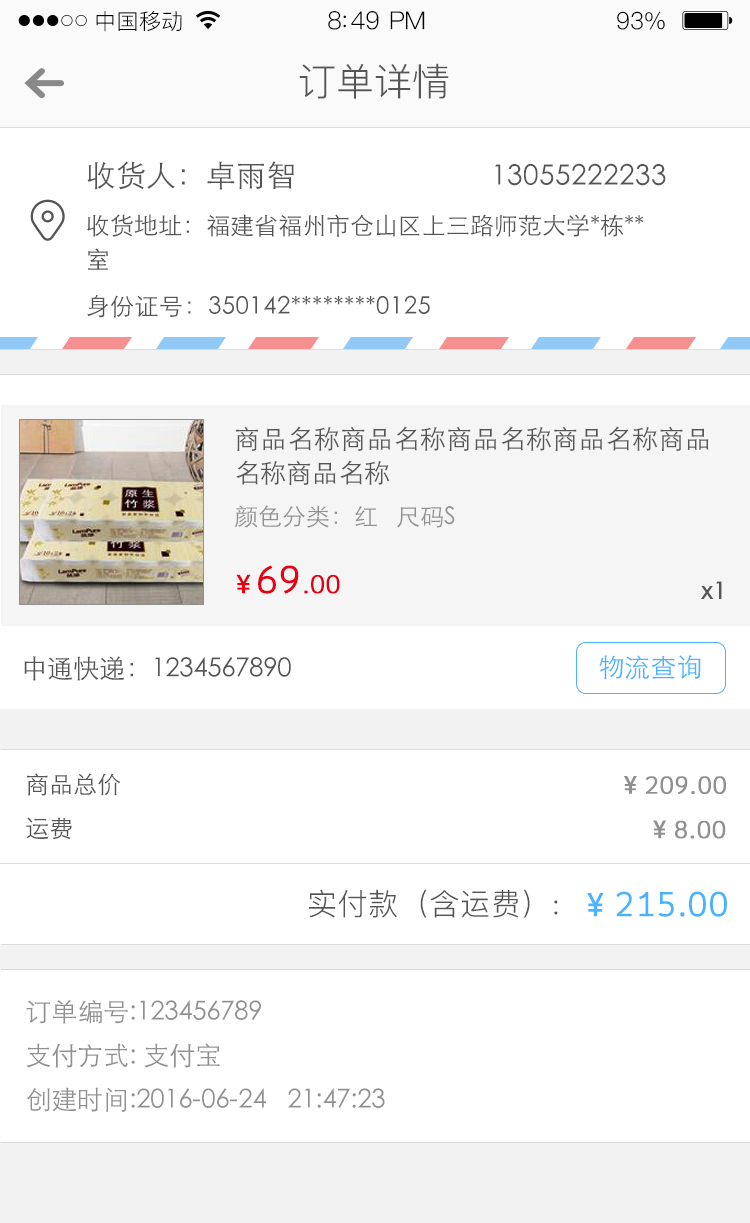 中国移动 8:49 PM 93%
订单详情
收货人：卓雨智 13055222233
收货地址：福建省福州市仓山区上三路师范大学*栋**
室
身份证号：350142********0125
原生
竹浆
LamPure
竹浆
LamPure
商品名称商品名称商品名称商品名称商品
名称商品名称
颜色分类：红 尺码S
¥69.00
x1
中通快递：1234567890 物流查询
商品总价 ¥ 209.00
运费 ¥ 8.00
实付款（含运费）: ¥ 215.00
订单编号:123456789
支付方式: 支付宝
创建时间:2016-06-24 21:47:23